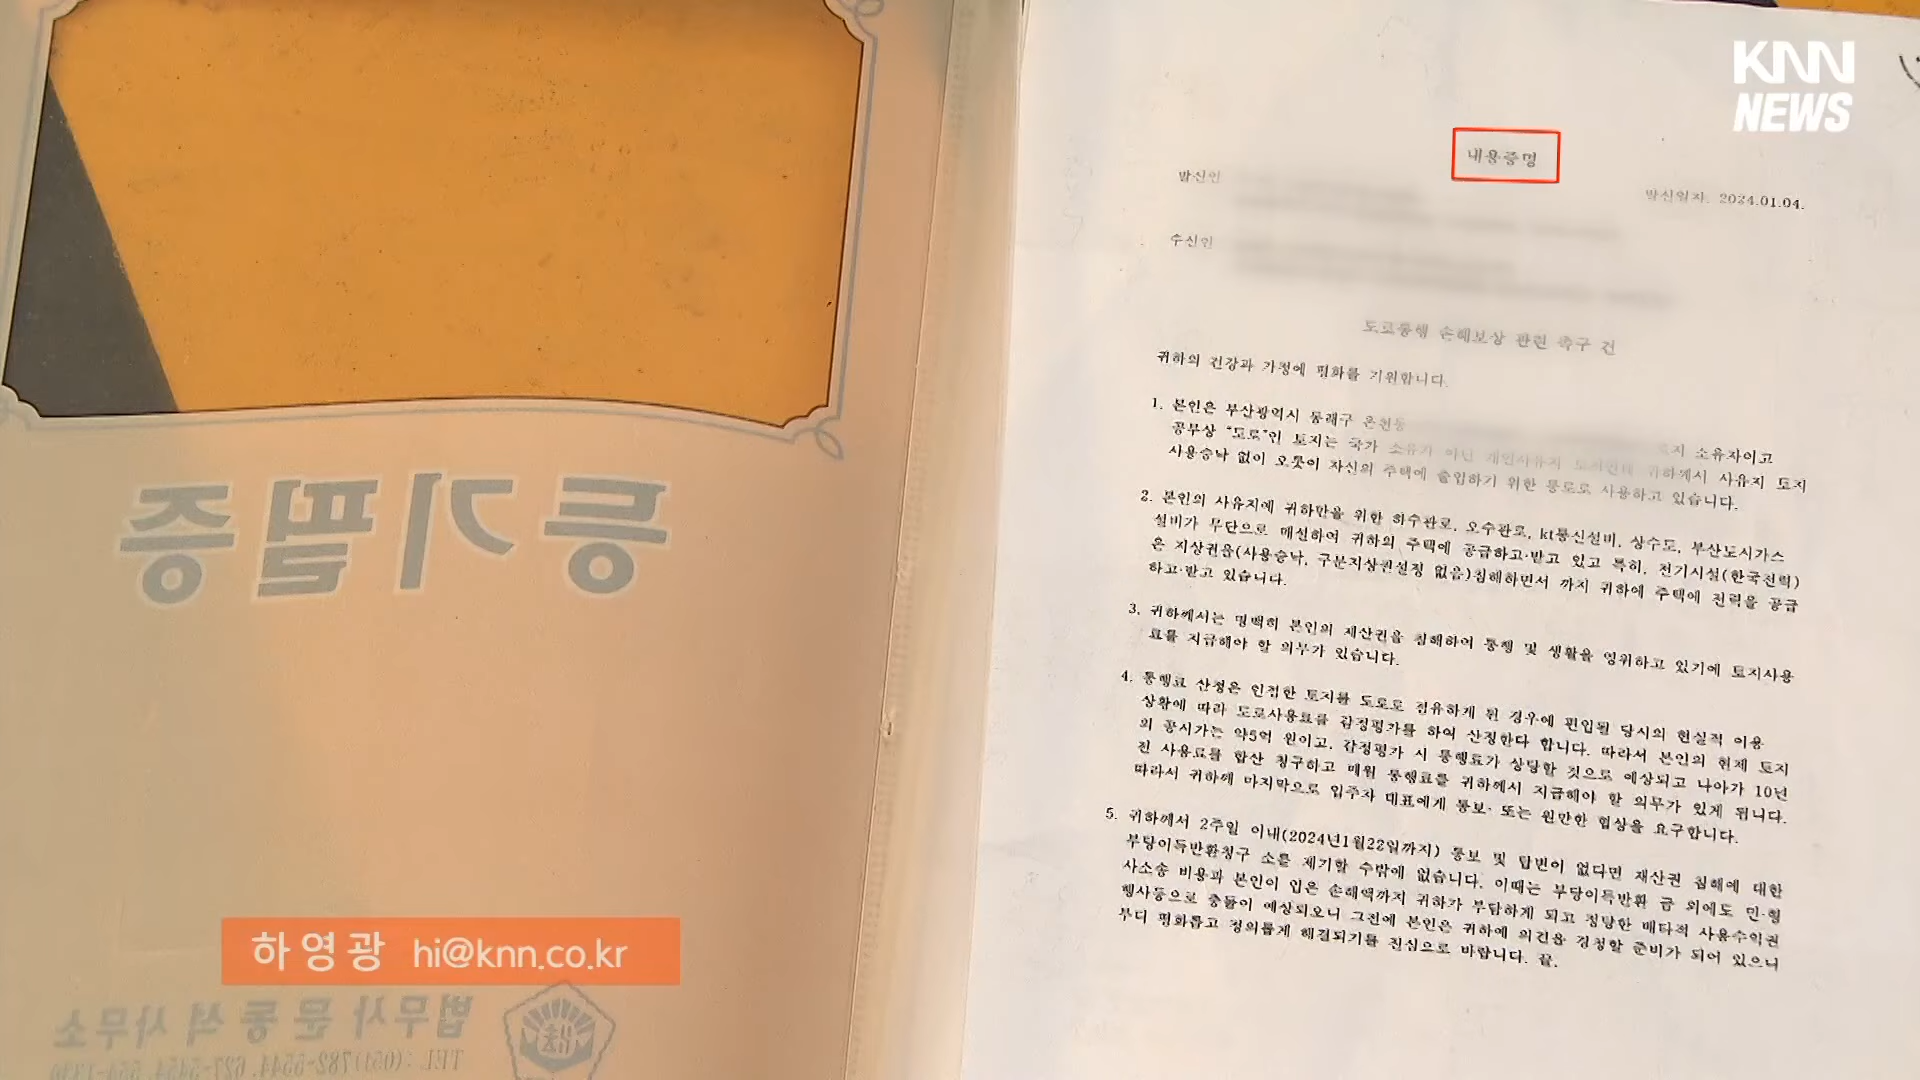 KNN
NEWS
내용증명
발신인
발신일자. 2024.01.04.
수신인
도로통행 손해보상 관련 촉구 건
귀하의 건강과 가정에 평화를 기원합니다.
1. 본인은 부산광역시 동래구 온천동 토지 소유자이고
공부상 "도로"인 토지는 국가 소유가 아닌 개인사유지 귀하께서 사유지 토지
사용승낙 없이 오롯이 자신의 주택에 출입하기 위한 통로로 사용하고 있습니다.
2. 본인의 사유지에 귀하만을 위한 하수관로, 오수관로, kt통신설비, 상수도, 부산도시가스
설비가 무단으로 매설하여 귀하의 주택에 공급하고·받고 있고 특히, 전기시설(한국전력)
은 지상권을(사용승낙, 구분지상권설정 없음)침해하면서 까지 귀하에 주택에 전력을 공급
하고·받고 있습니다.
3. 귀하께서는 명백히 본인의 재산권을 침해하여 통행 및 생활을 영위하고 있기에 토지사용
료를 지급해야 할 의무가 있습니다.
4. 통행료 산정은 인접한 토지를 도로로 점유하게 된 경우에 편입될 당시의 현실적 이용
상황에 따라 도로사용료를 감정평가를 하여 산정한다 합니다. 따라서 본인의 현제 토지
의 공시가는 약5억 원이고, 감정평가 시 통행료가 상당할 것으로 예상되고 나아가 10년
전 사용료를 합산 청구하고 매월 통행료를 귀하께서 지급해야 할 의무가 있게 됩니다.
따라서 귀하께 마지막으로 입주자 대표에게 통보· 또는 원만한 협상을 요구합니다.
5. 귀하께서 2주일 이내(2024년1월22일까지) 통보 및 답변이 없다면 재산권 침해에 대한
부당이득반환청구 소를 제기할 수밖에 없습니다. 이때는 부당이득반환 금 외에도 민·형
사소송 비용과 본인이 입은 손해액까지 귀하가 부담하게 되고 정당한 배타적 사용수익권
행사등으로 충돌이 예상되오니 그전에 본인은 귀하에 의견을 경청할 준비가 되어 있으니
부디 평화롭고 정의롭게 해결되기를 진심으로 바랍니다. 끝.
등기필증
하영광 hi@knn.co.kr
법무사 문동석 사무소
TEL : (051)782-5544, 627-5454